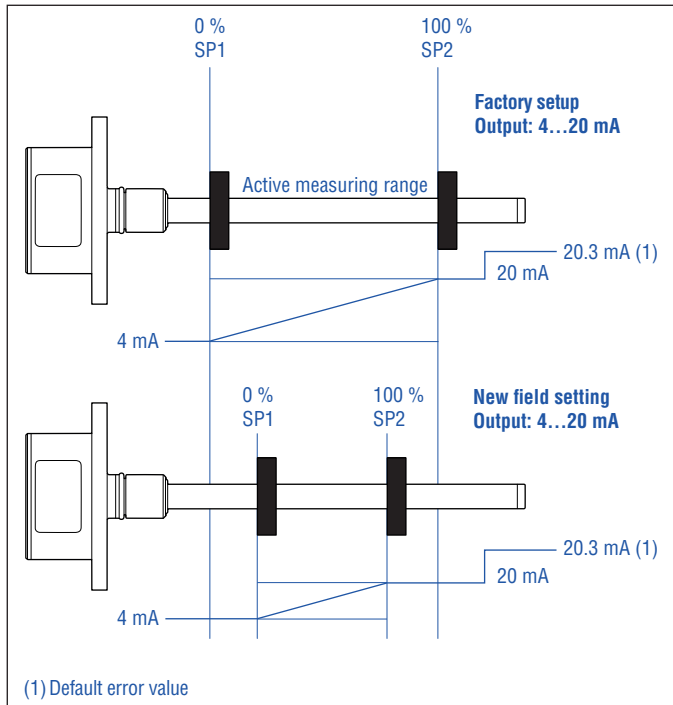 0 %
SP1
100 %
SP2
Factory setup
Output: 4…20 mA
Active measuring range
20.3 mA (1)
20 mA
4 mA
0 %
SP1
100 %
SP2
New field setting
Output: 4…20 mA
20.3 mA (1)
20 mA
4 mA
(1) Default error value